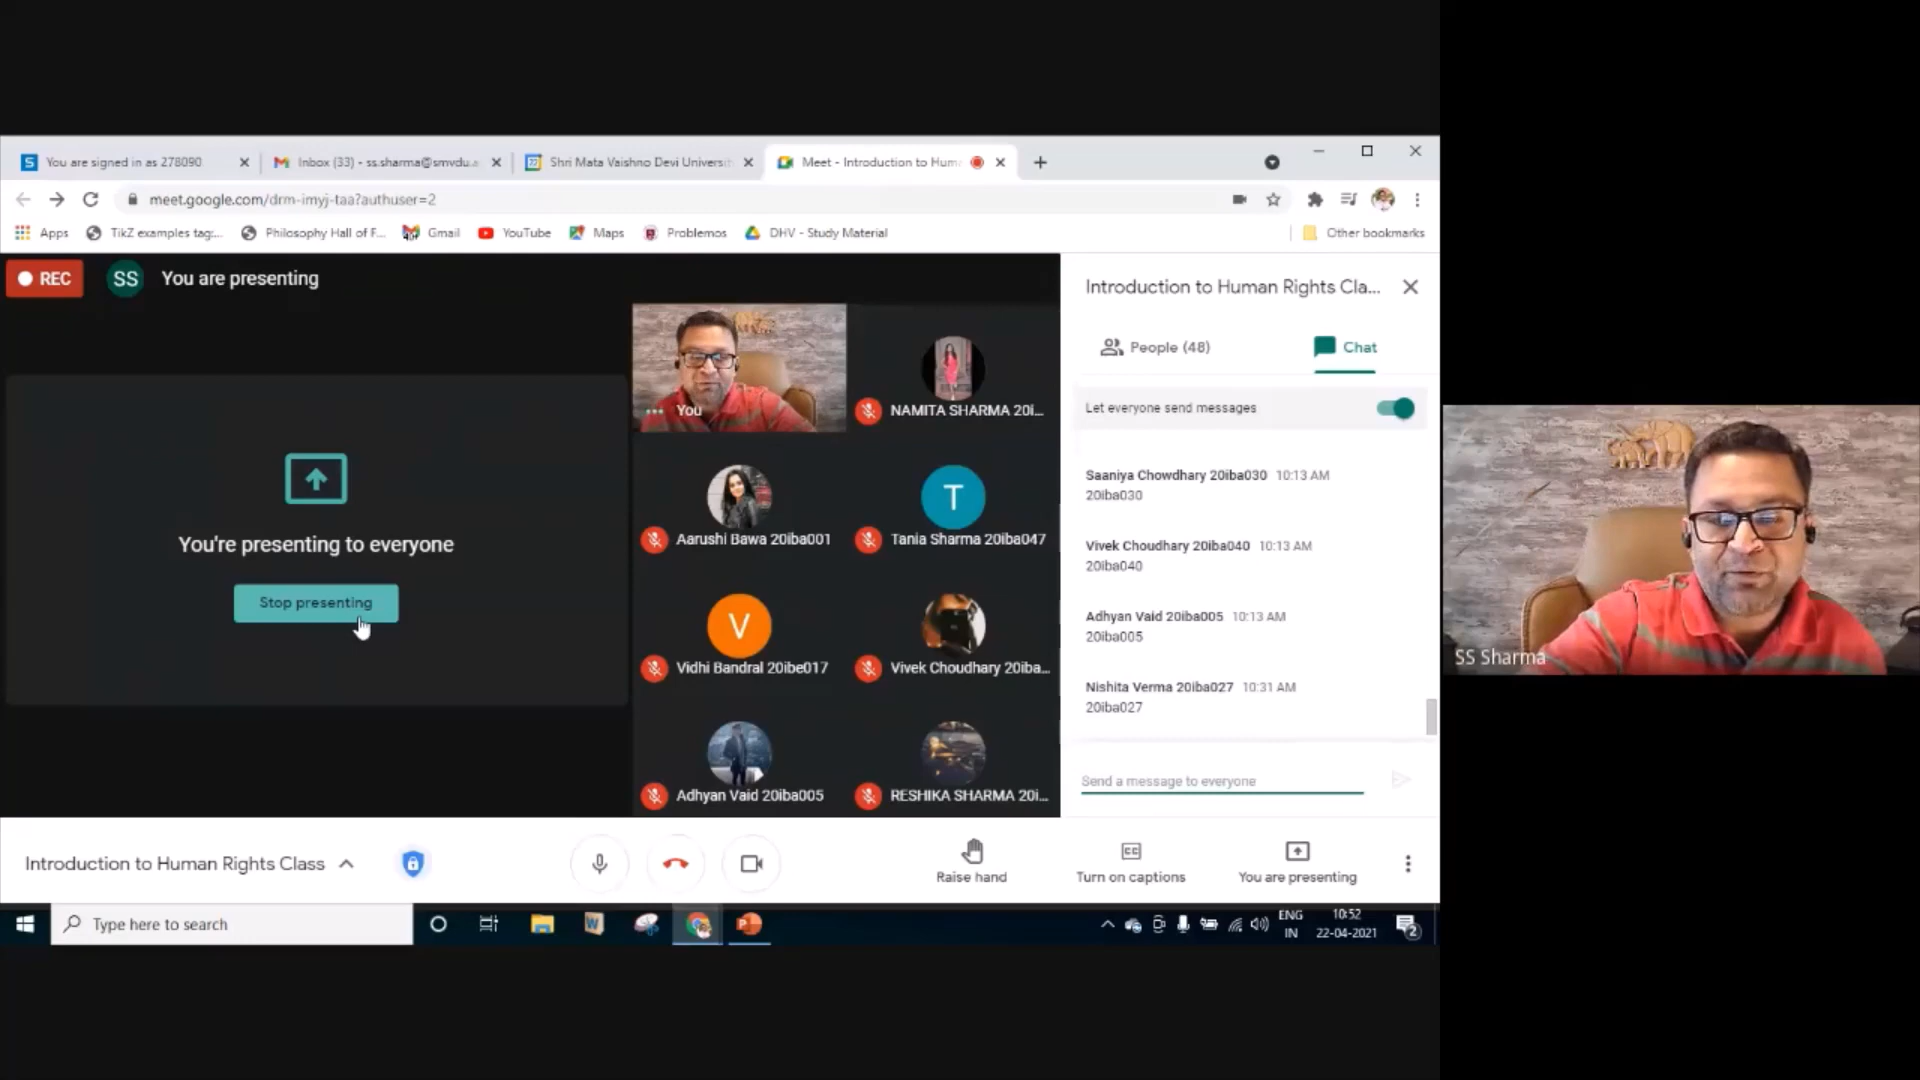 You are signed in as 278090
Inbox (33) - ss.sharma@smvdu.a
Shri Mata Vaishno Devi Universit
Meet - Introduction to Huma
meet.google.com/drm-imyj-taa?authuser=2
Apps
TikZ examples tag:...
Philosophy Hall of F...
Gmail
YouTube
Maps
Problemos
DHV - Study Material
Other bookmarks
REC
SS
You are presenting
You're presenting to everyone
Stop presenting
You
NAMITA SHARMA 20i...
Aarushi Bawa 20iba001
T
Tania Sharma 20iba047
V
Vidhi Bandral 20ibe017
Vivek Choudhary 20iba...
Adhyan Vaid 20iba005
RESHIKA SHARMA 20i...
Introduction to Human Rights Cla...
People (48)
Chat
Let everyone send messages
Saaniya Chowdhary 20iba030 10:13 AM
20iba030
Vivek Choudhary 20iba040 10:13 AM
20iba040
Adhyan Vaid 20iba005 10:13 AM
20iba005
Nishita Verma 20iba027 10:31 AM
20iba027
Send a message to everyone
SS Sharma
Introduction to Human Rights Class
Raise hand
Turn on captions
You are presenting
Type here to search
ENG
IN
10:52
22-04-2021
2